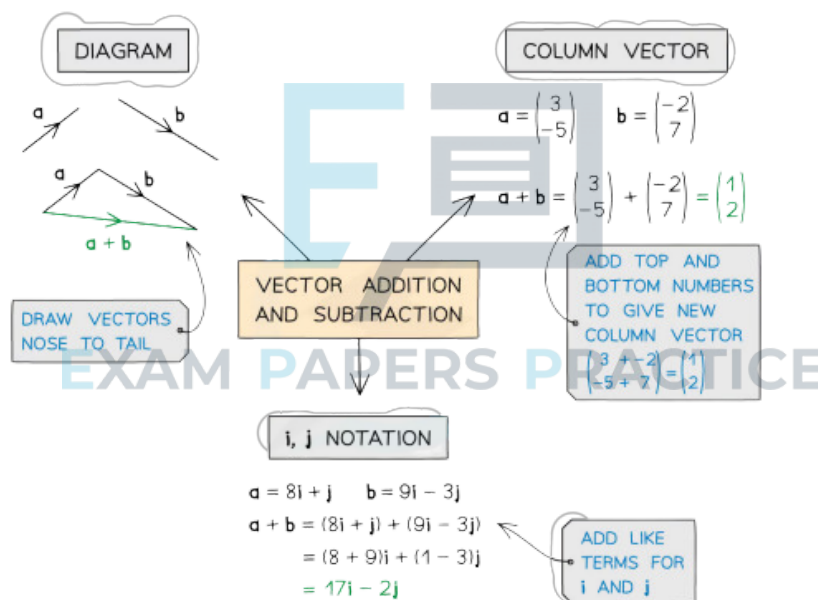 DIAGRAM
a
b
a
b
a + b
DRAW VECTORS
NOSE TO TAIL
COLUMN VECTOR
a = (3 -5) b = (-2 7)
a + b = (3 -5) + (-2 7) = (1 2)
ADD TOP AND
BOTTOM NUMBERS
TO GIVE NEW
COLUMN VECTOR
(3 + -2 -5 + 7) = (1 2)
VECTOR ADDITION
AND SUBTRACTION
EXAM PAPERS PRACTICE
i, j NOTATION
a = 8i + j b = 9i - 3j
a + b = (8i + j) + (9i - 3j)
= (8 + 9)i + (1 - 3)j
= 17i - 2j
ADD LIKE
TERMS FOR
i AND j